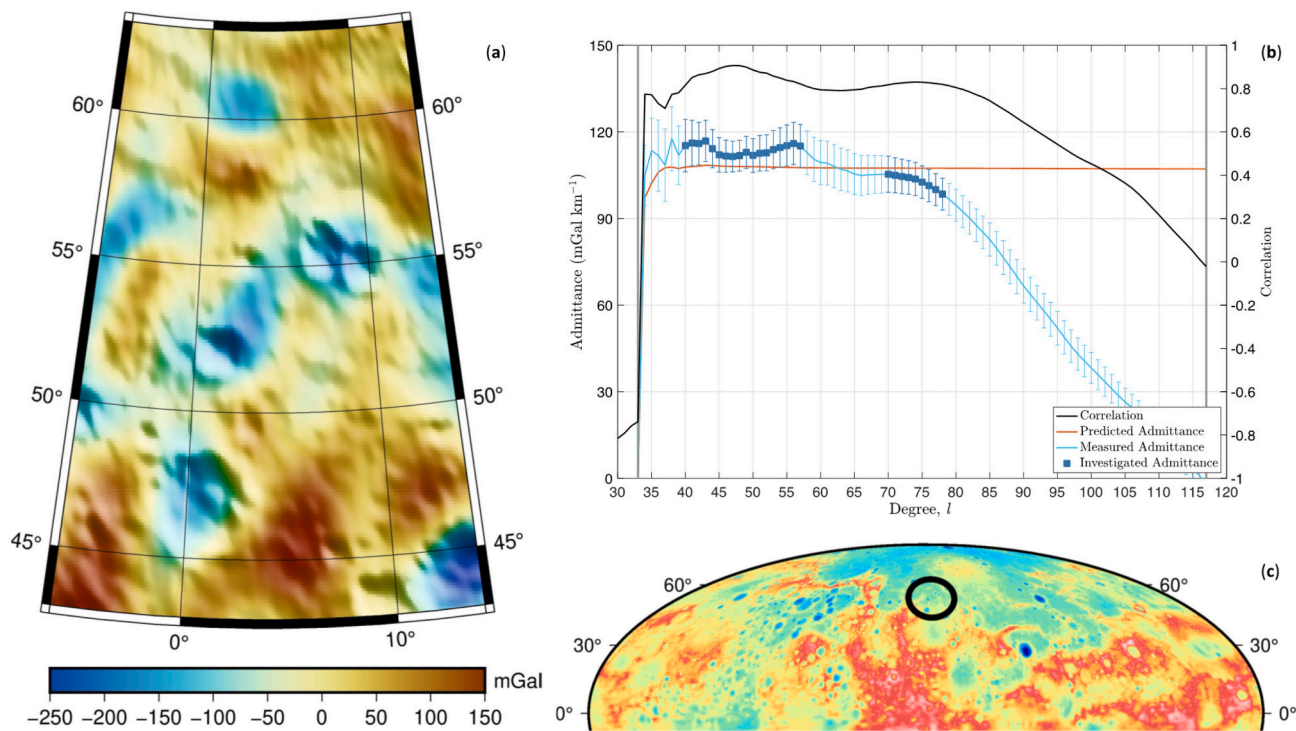 (a)
60°
60°
55°
55°
50°
50°
45°
45°
0°
10°
mGal
−250 −200 −150 −100 −50 0 50 100 150
(b)
150
120
90
60
30
0
Admittance (mGal km⁻¹)
1
0.8
0.6
0.4
0.2
0
-0.2
-0.4
-0.6
-0.8
-1
Correlation
Correlation
Predicted Admittance
Measured Admittance
Investigated Admittance
30 35 40 45 50 55 60 65 70 75 80 85 90 95 100 105 110 115 120
Degree, l
(c)
60°
60°
30°
30°
0°
0°